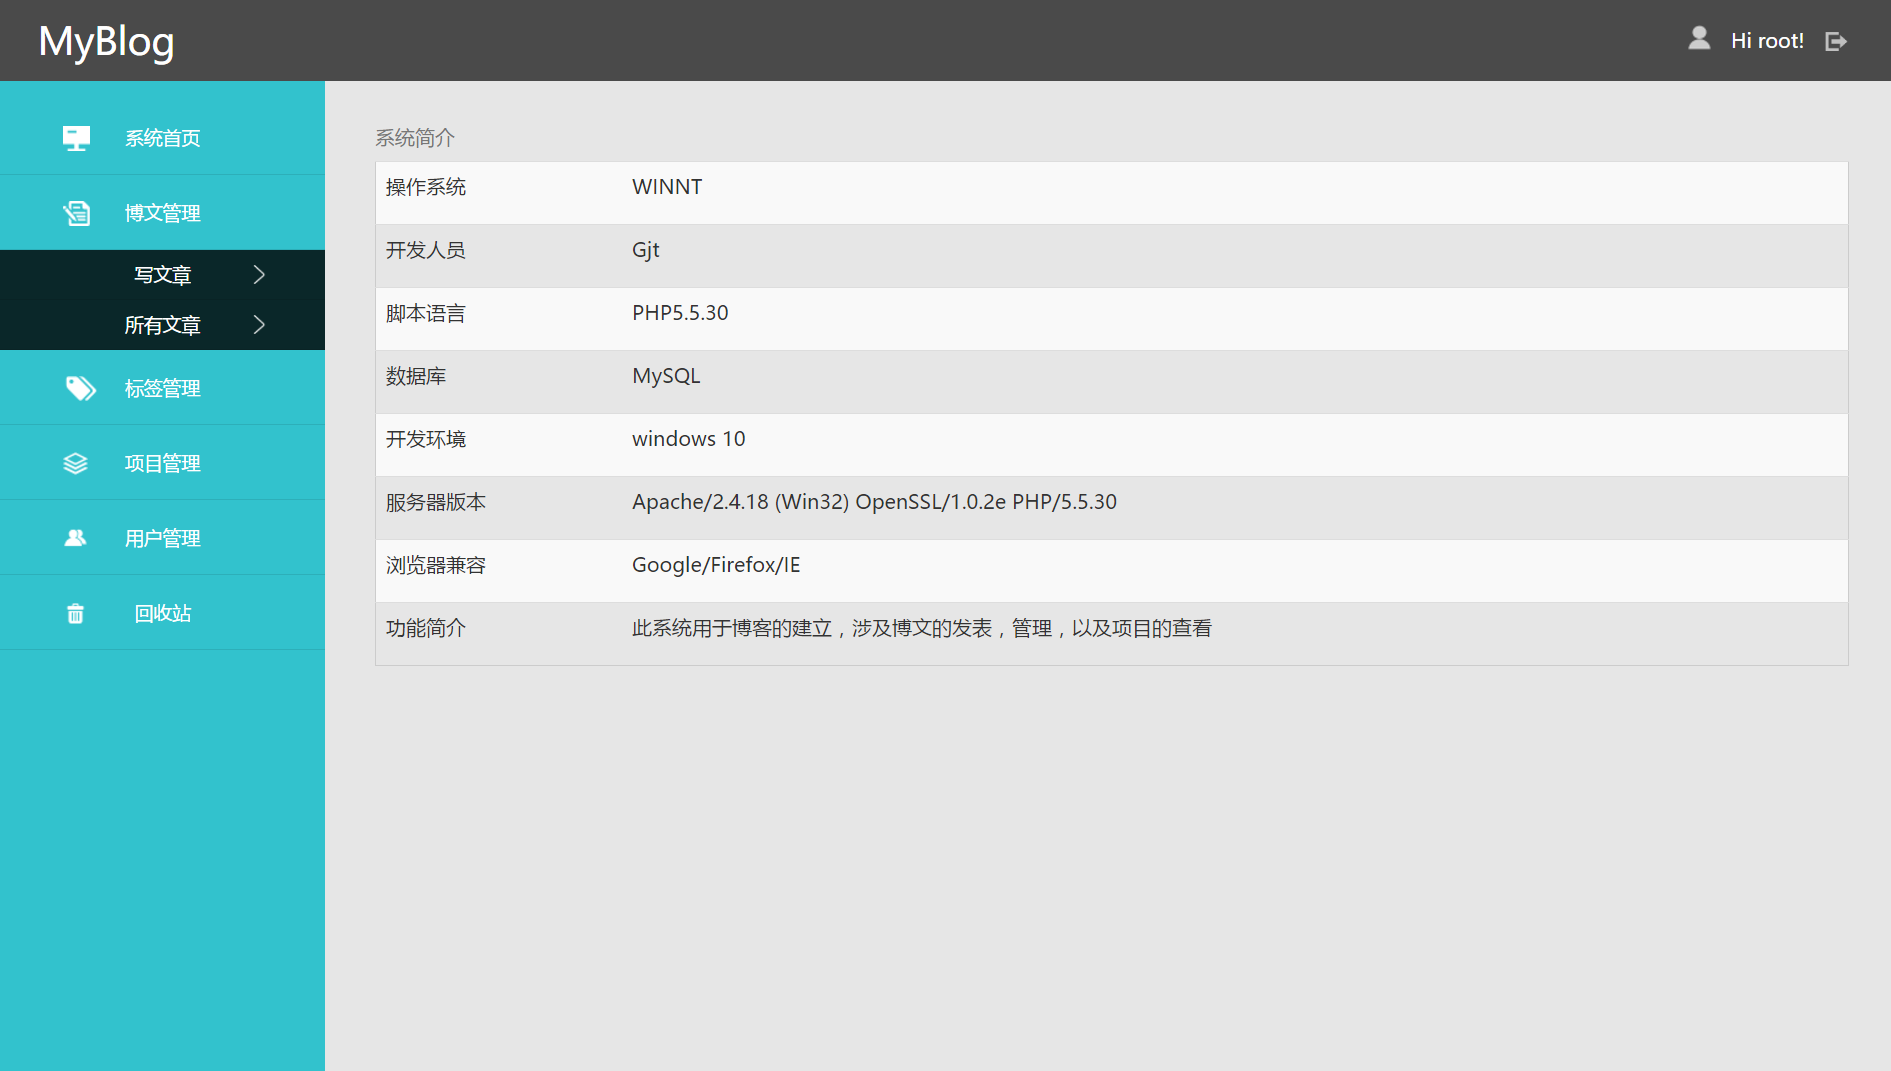 MyBlog
Hi root!
系统首页
博文管理
写文章
所有文章
标签管理
项目管理
用户管理
回收站
系统简介
操作系统 WINNT
开发人员 Gjt
脚本语言 PHP5.5.30
数据库 MySQL
开发环境 windows 10
服务器版本 Apache/2.4.18 (Win32) OpenSSL/1.0.2e PHP/5.5.30
浏览器兼容 Google/Firefox/IE
功能简介 此系统用于博客的建立，涉及博文的发表，管理，以及项目的查看